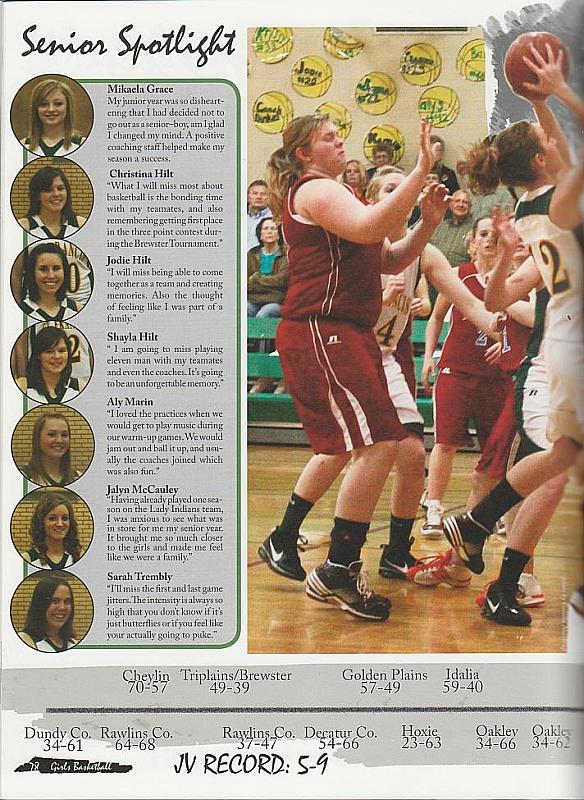 Senior Spotlight
Mikaela Grace
My junior year was so disheart-
enng that I had decided not to
go out as a senior–boy, am I glad
I changed my mind. A positive
coaching staff helped make my
season a success.
Christina Hilt
"What I will miss most about
basketball is the bonding time
with my teamates, and also
remembering getting first place
in the three point contest dur-
ing the Brewster Tournament."
Jodie Hilt
"I will miss being able to come
together as a team and creating
memories. Also the thought
of feeling like I was part of a
family."
Shayla Hilt
" I am going to miss playing
eleven man with my teamates
and even the coaches. It's going
to be an unforgettable memory."
Aly Marin
"I loved the practices when we
would get to play music during
our warm-up games. We would
jam out and ball it up, and usu-
ally the coaches joined which
was also fun."
Jalyn McCauley
"Having already played one sea-
son on the Lady Indians team,
I was anxious to see what was
in store for me my senior year.
It brought me so much closer
to the girls and made me feel
like we were a family."
Sarah Trembly
"I'll miss the first and last game
jitters. The intensity is always so
high that you don't know if it's
just butterflies or if you feel like
your actually going to puke."
Jodie
Aly's
4
2
Cheylin Triplains/Brewster Golden Plains Idalia
70-57 49-39 57-49 59-40
Dundy Co. Rawlins Co. Rawlins Co. Decatur Co. Hoxie Oakley Oakley
34-61 64-68 37-47 54-66 23-63 34-66 34-62
78 Girls Basketball
JV RECORD: 5-9